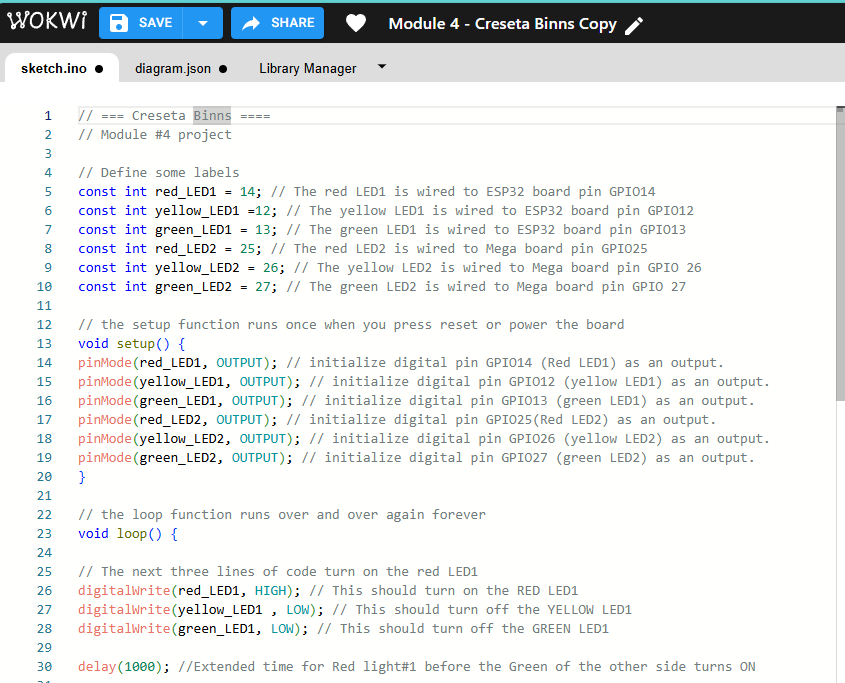 WOKWI SAVE SHARE Module 4 - Creseta Binns Copy
sketch.ino diagram.json Library Manager
1 // === Creseta Binns ====
2 // Module #4 project
3
4 // Define some labels
5 const int red_LED1 = 14; // The red LED1 is wired to ESP32 board pin GPIO14
6 const int yellow_LED1 =12; // The yellow LED1 is wired to ESP32 board pin GPIO12
7 const int green_LED1 = 13; // The green LED1 is wired to ESP32 board pin GPIO13
8 const int red_LED2 = 25; // The red LED2 is wired to Mega board pin GPIO25
9 const int yellow_LED2 = 26; // The yellow LED2 is wired to Mega board pin GPIO 26
10 const int green_LED2 = 27; // The green LED2 is wired to Mega board pin GPIO 27
11
12 // the setup function runs once when you press reset or power the board
13 void setup() {
14 pinMode(red_LED1, OUTPUT); // initialize digital pin GPIO14 (Red LED1) as an output.
15 pinMode(yellow_LED1, OUTPUT); // initialize digital pin GPIO12 (yellow LED1) as an output.
16 pinMode(green_LED1, OUTPUT); // initialize digital pin GPIO13 (green LED1) as an output.
17 pinMode(red_LED2, OUTPUT); // initialize digital pin GPIO25(Red LED2) as an output.
18 pinMode(yellow_LED2, OUTPUT); // initialize digital pin GPIO26 (yellow LED2) as an output.
19 pinMode(green_LED2, OUTPUT); // initialize digital pin GPIO27 (green LED2) as an output.
20 }
21
22 // the loop function runs over and over again forever
23 void loop() {
24
25 // The next three lines of code turn on the red LED1
26 digitalWrite(red_LED1, HIGH); // This should turn on the RED LED1
27 digitalWrite(yellow_LED1 , LOW); // This should turn off the YELLOW LED1
28 digitalWrite(green_LED1, LOW); // This should turn off the GREEN LED1
29
30 delay(1000); //Extended time for Red light#1 before the Green of the other side turns ON